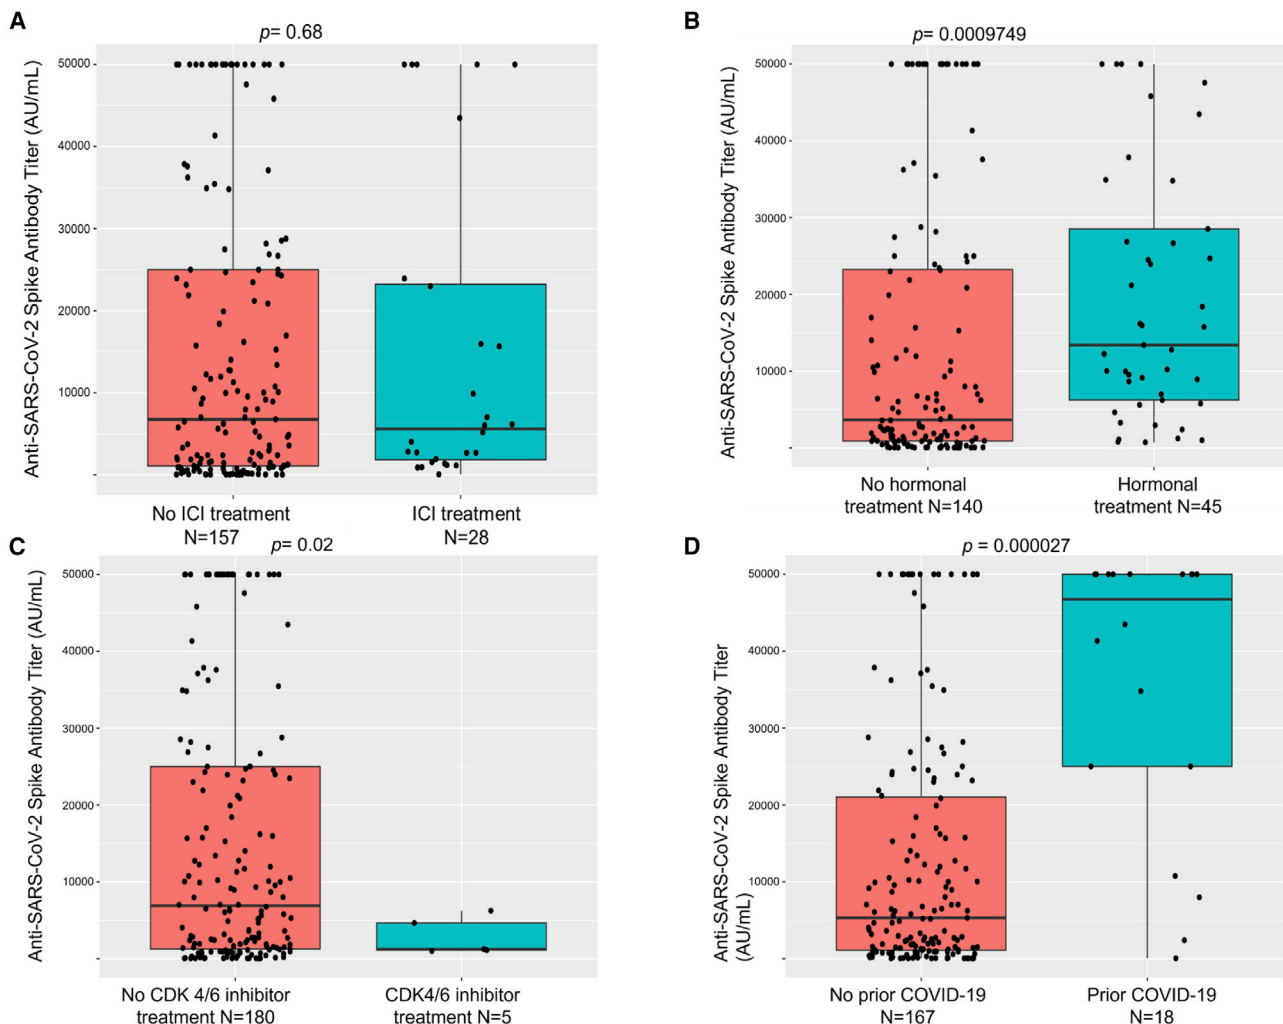 A
p= 0.68
Anti-SARS-CoV-2 Spike Antibody Titer (AU/mL)
50000
40000
30000
20000
10000
No ICI treatment
N=157
ICI treatment
N=28
B
p= 0.0009749
Anti-SARS-CoV-2 Spike Antibody Titer (AU/mL)
50000
40000
30000
20000
10000
No hormonal
treatment N=140
Hormonal
treatment N=45
C
p= 0.02
Anti-SARS-CoV-2 Spike Antibody Titer (AU/mL)
50000
40000
30000
20000
10000
No CDK 4/6 inhibitor
treatment N=180
CDK4/6 inhibitor
treatment N=5
D
p= 0.000027
Anti-SARS-CoV-2 Spike Antibody Titer
(AU/mL)
50000
40000
30000
20000
10000
No prior COVID-19
N=167
Prior COVID-19
N=18